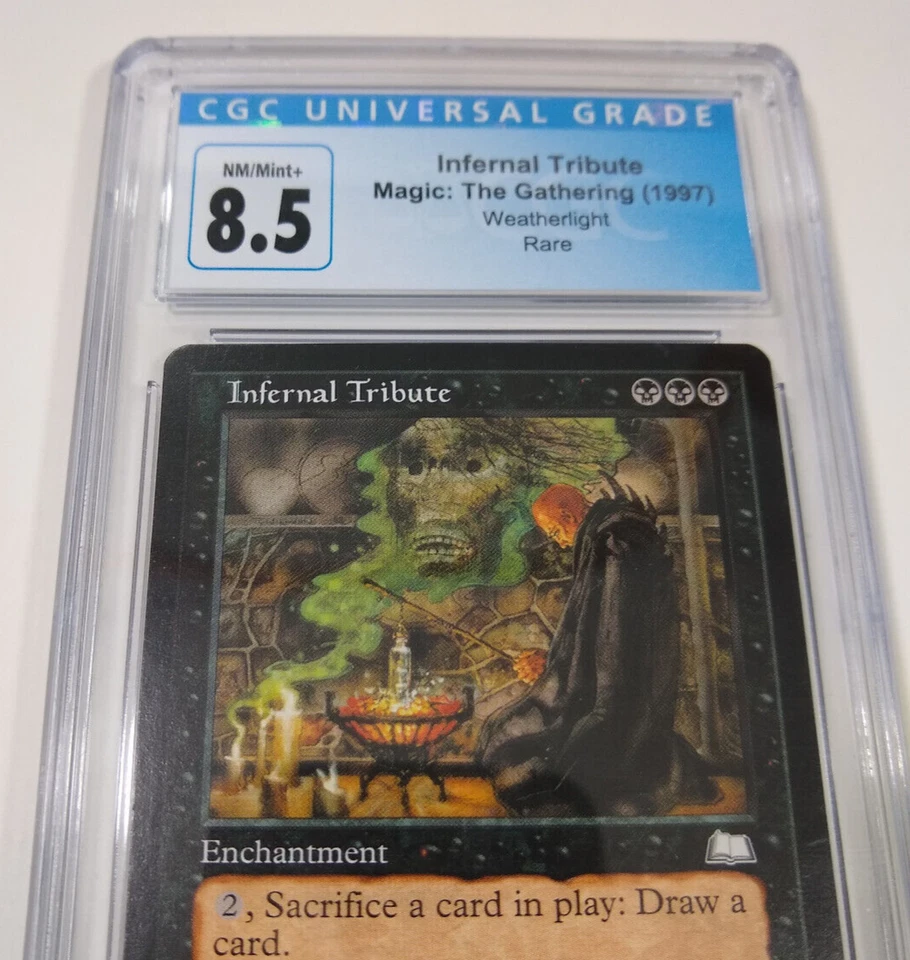 CGC UNIVERSAL GRADE
NM/Mint+
8.5
Infernal Tribute
Magic: The Gathering (1997)
Weatherlight
Rare
Infernal Tribute
Enchantment
2, Sacrifice a card in play: Draw a
card.